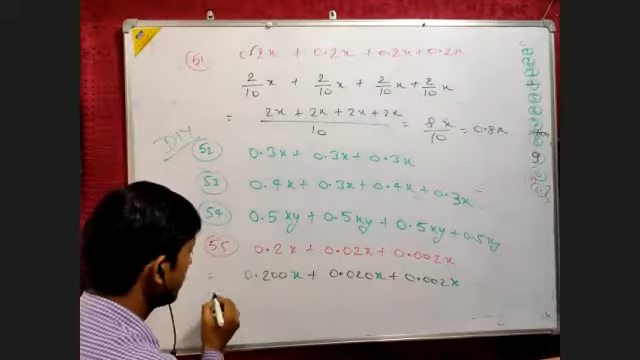 51 0.2x + 0.2x + 0.2x + 0.2x
2/10 x + 2/10 x + 2/10 x + 2/10 x
= 2x + 2x + 2x + 2x / 10 = 8x/10 = 0.8x
DIY
52 0.3x + 0.3x + 0.3x
53 0.4x + 0.3x + 0.4x + 0.3x
54 0.5xy + 0.5xy + 0.5xy + 0.5xy
55 0.2x + 0.02x + 0.002x
= 0.200x + 0.020x + 0.002x